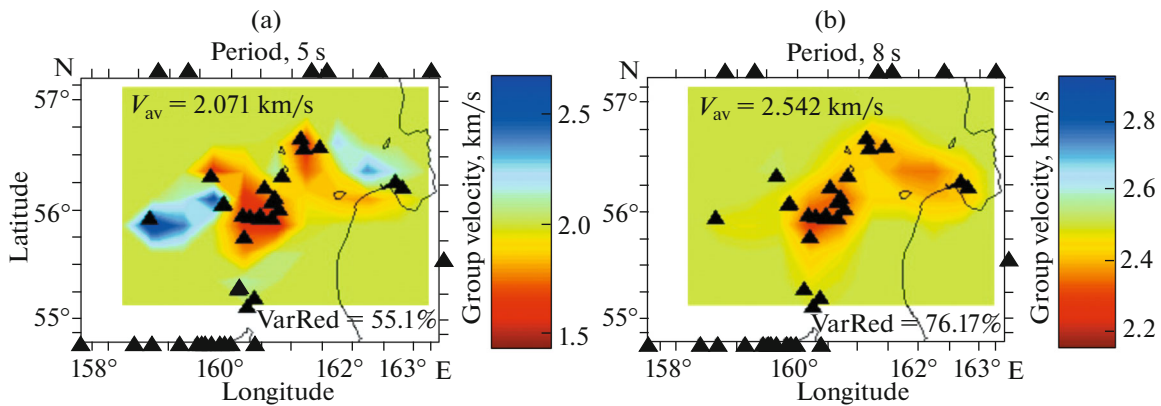 (a)
Period, 5 s
N
57°
56°
55°
Latitude
V_av = 2.071 km/s
VarRed = 55.1%
158°
160°
162°
163° E
Longitude
2.5
2.0
1.5
Group velocity, km/s
(b)
Period, 8 s
N
57°
56°
55°
V_av = 2.542 km/s
VarRed = 76.17%
158°
160°
162°
163° E
Longitude
2.8
2.6
2.4
2.2
Group velocity, km/s